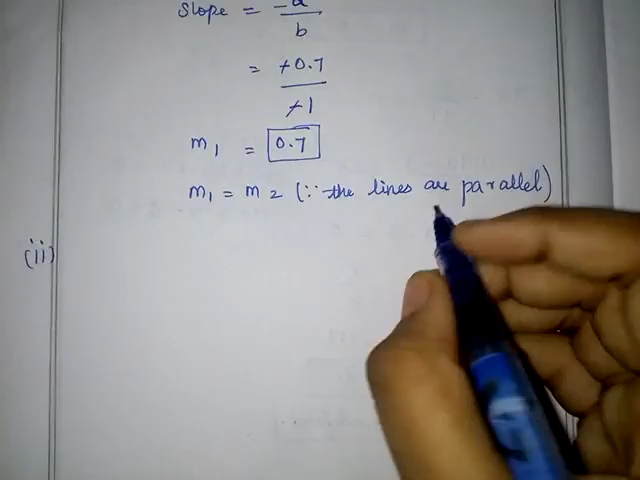 Slope = -a/b
= +0.7/+1
m₁ = 0.7
m₁ = m₂ (∵ the lines are parallel)
(ii)